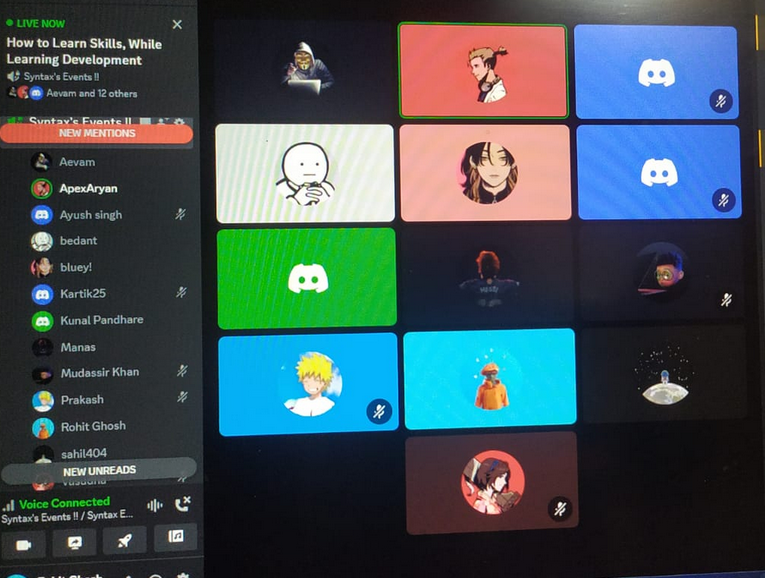 LIVE NOW
How to Learn Skills, While
Learning Development
Syntax's Events !!
Aevam and 12 others
Syntax's Events !!
NEW MENTIONS
Aevam
ApexAryan
Ayush singh
bedant
bluey!
Kartik25
Kunal Pandhare
Manas
Mudassir Khan
Prakash
Rohit Ghosh
sahil404
NEW UNREADS
Voice Connected
Syntax's Events !! / Syntax E...